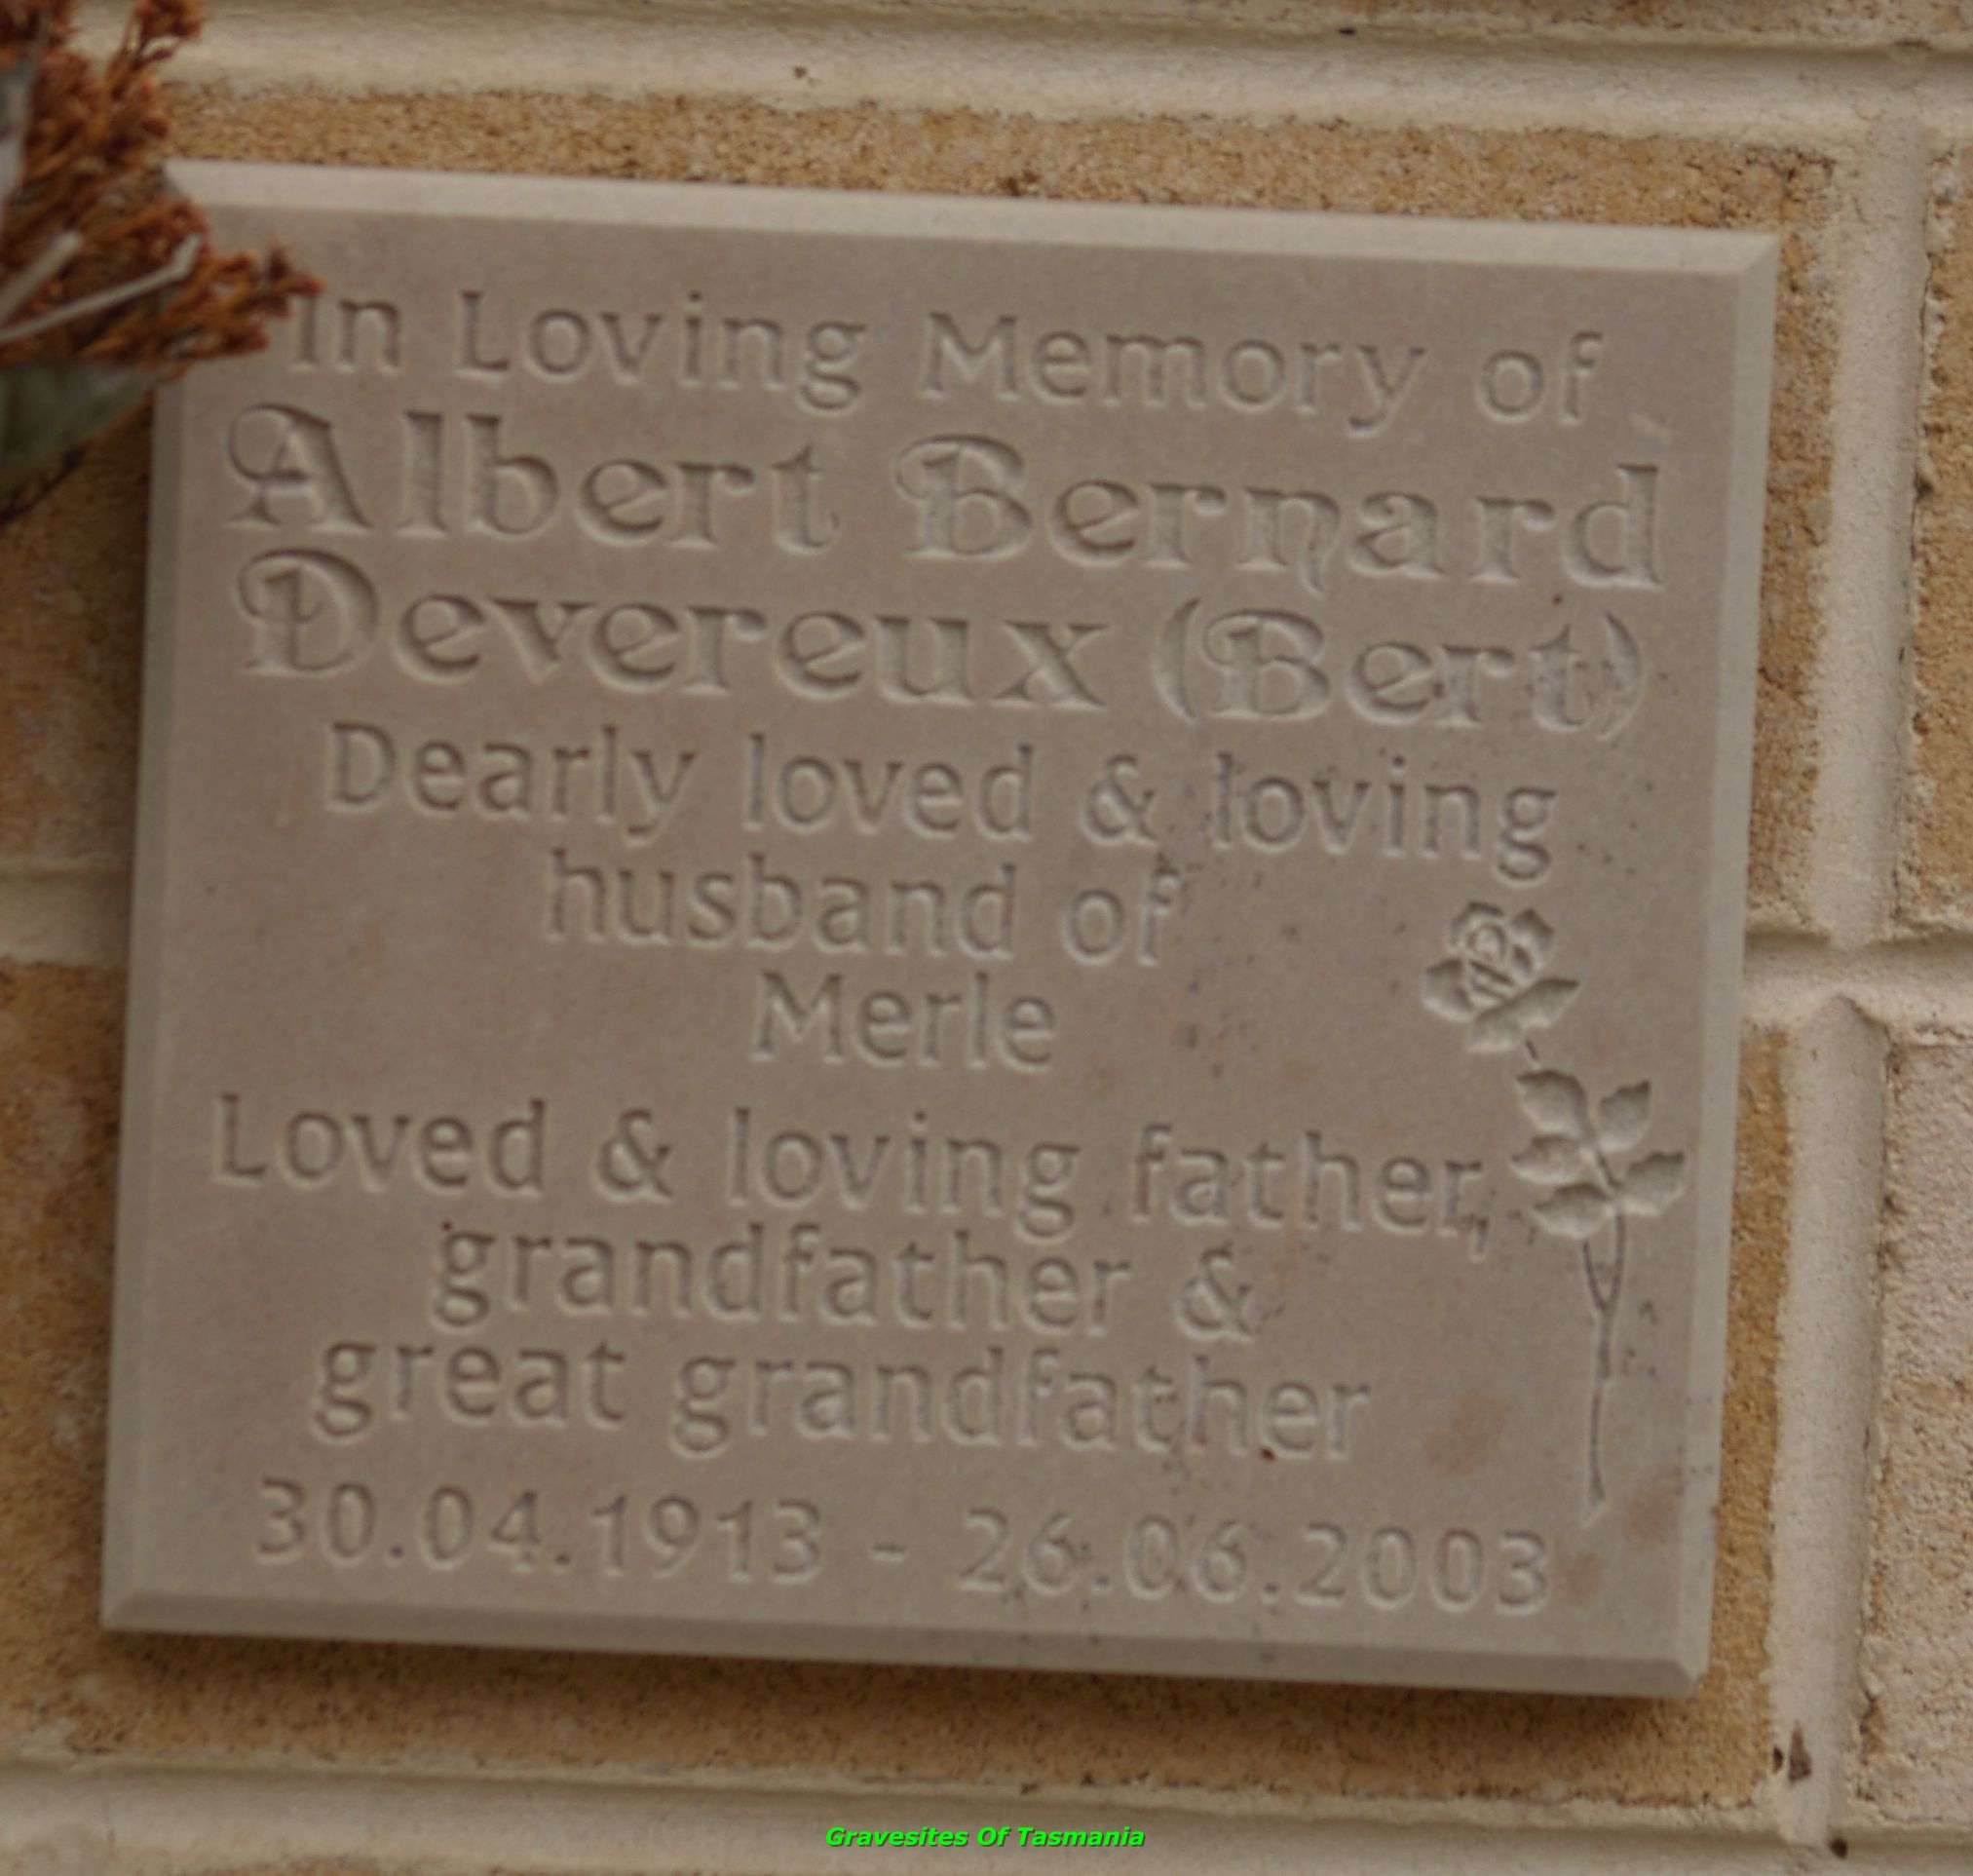 In Loving Memory of
Albert Bernard
Devereux (Bert)
Dearly loved & loving
husband of
Merle
Loved & loving father,
grandfather &
great grandfather
30.04.1913 - 26.06.2003
Gravesites Of Tasmania